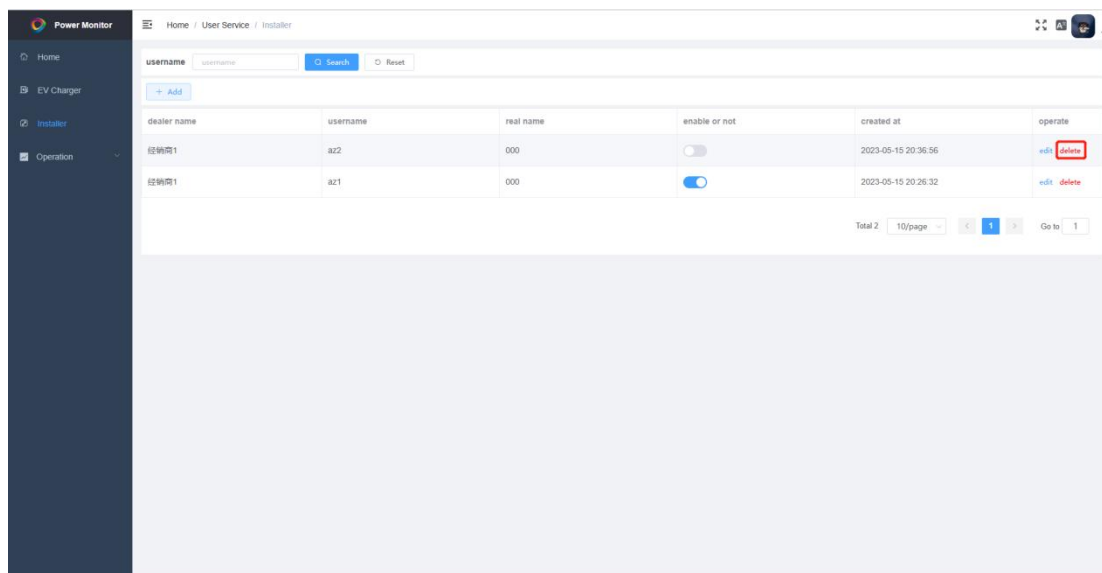 Power Monitor
Home / User Service / Installer
Home
EV Charger
Installer
Operation
username username Search Reset
+ Add
dealer name username real name enable or not created at operate
经销商1 az2 000 2023-05-15 20:36:56 edit delete
经销商1 az1 000 2023-05-15 20:26:32 edit delete
Total 2 10/page < 1 > Go to 1